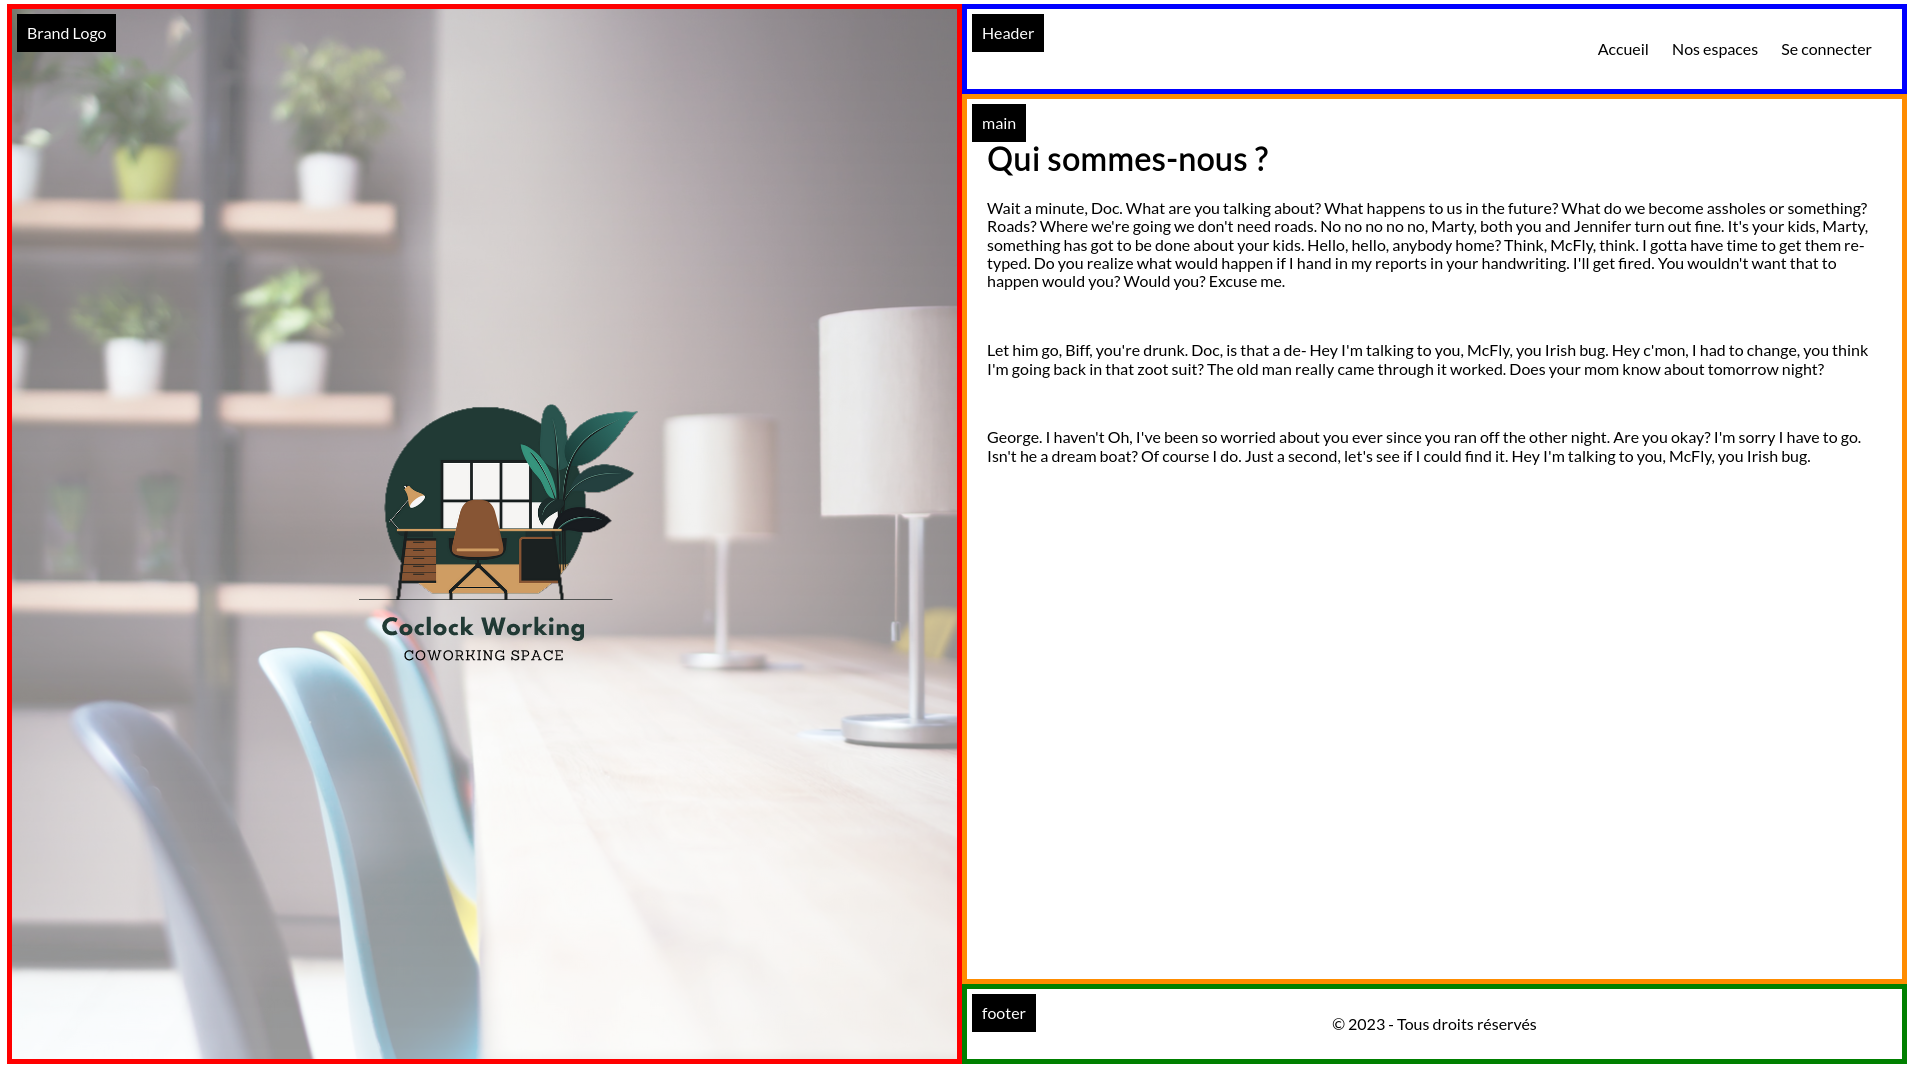 Brand Logo
Coclock Working
COWORKING SPACE
Header
Accueil Nos espaces Se connecter
main
Qui sommes-nous ?
Wait a minute, Doc. What are you talking about? What happens to us in the future? What do we become assholes or something?
Roads? Where we're going we don't need roads. No no no no no, Marty, both you and Jennifer turn out fine. It's your kids, Marty,
something has got to be done about your kids. Hello, hello, anybody home? Think, McFly, think. I gotta have time to get them re-
typed. Do you realize what would happen if I hand in my reports in your handwriting. I'll get fired. You wouldn't want that to
happen would you? Would you? Excuse me.
Let him go, Biff, you're drunk. Doc, is that a de- Hey I'm talking to you, McFly, you Irish bug. Hey c'mon, I had to change, you think
I'm going back in that zoot suit? The old man really came through it worked. Does your mom know about tomorrow night?
George. I haven't Oh, I've been so worried about you ever since you ran off the other night. Are you okay? I'm sorry I have to go.
Isn't he a dream boat? Of course I do. Just a second, let's see if I could find it. Hey I'm talking to you, McFly, you Irish bug.
footer
© 2023 - Tous droits réservés